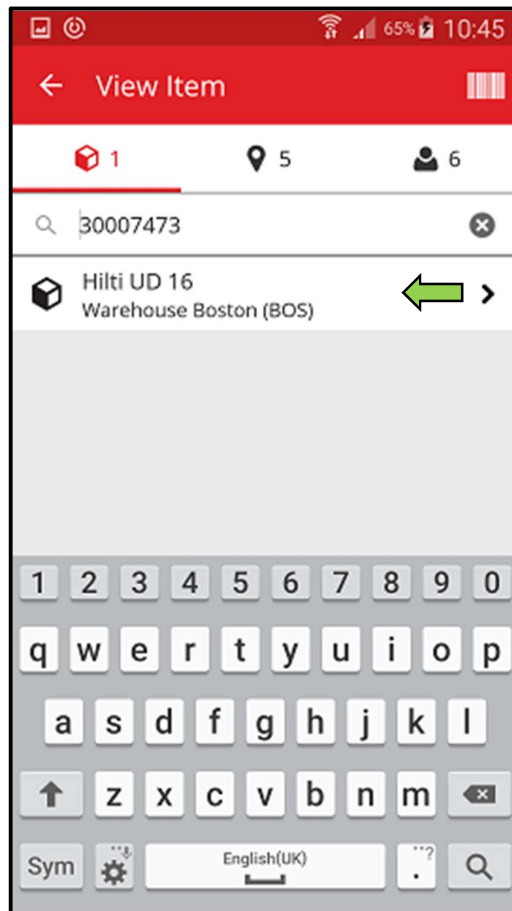 65% 10:45
View Item
1 5 6
30007473
Hilti UD 16
Warehouse Boston (BOS)
1 2 3 4 5 6 7 8 9 0
q w e r t y u i o p
a s d f g h j k l
z x c v b n m
Sym English(UK) . ?